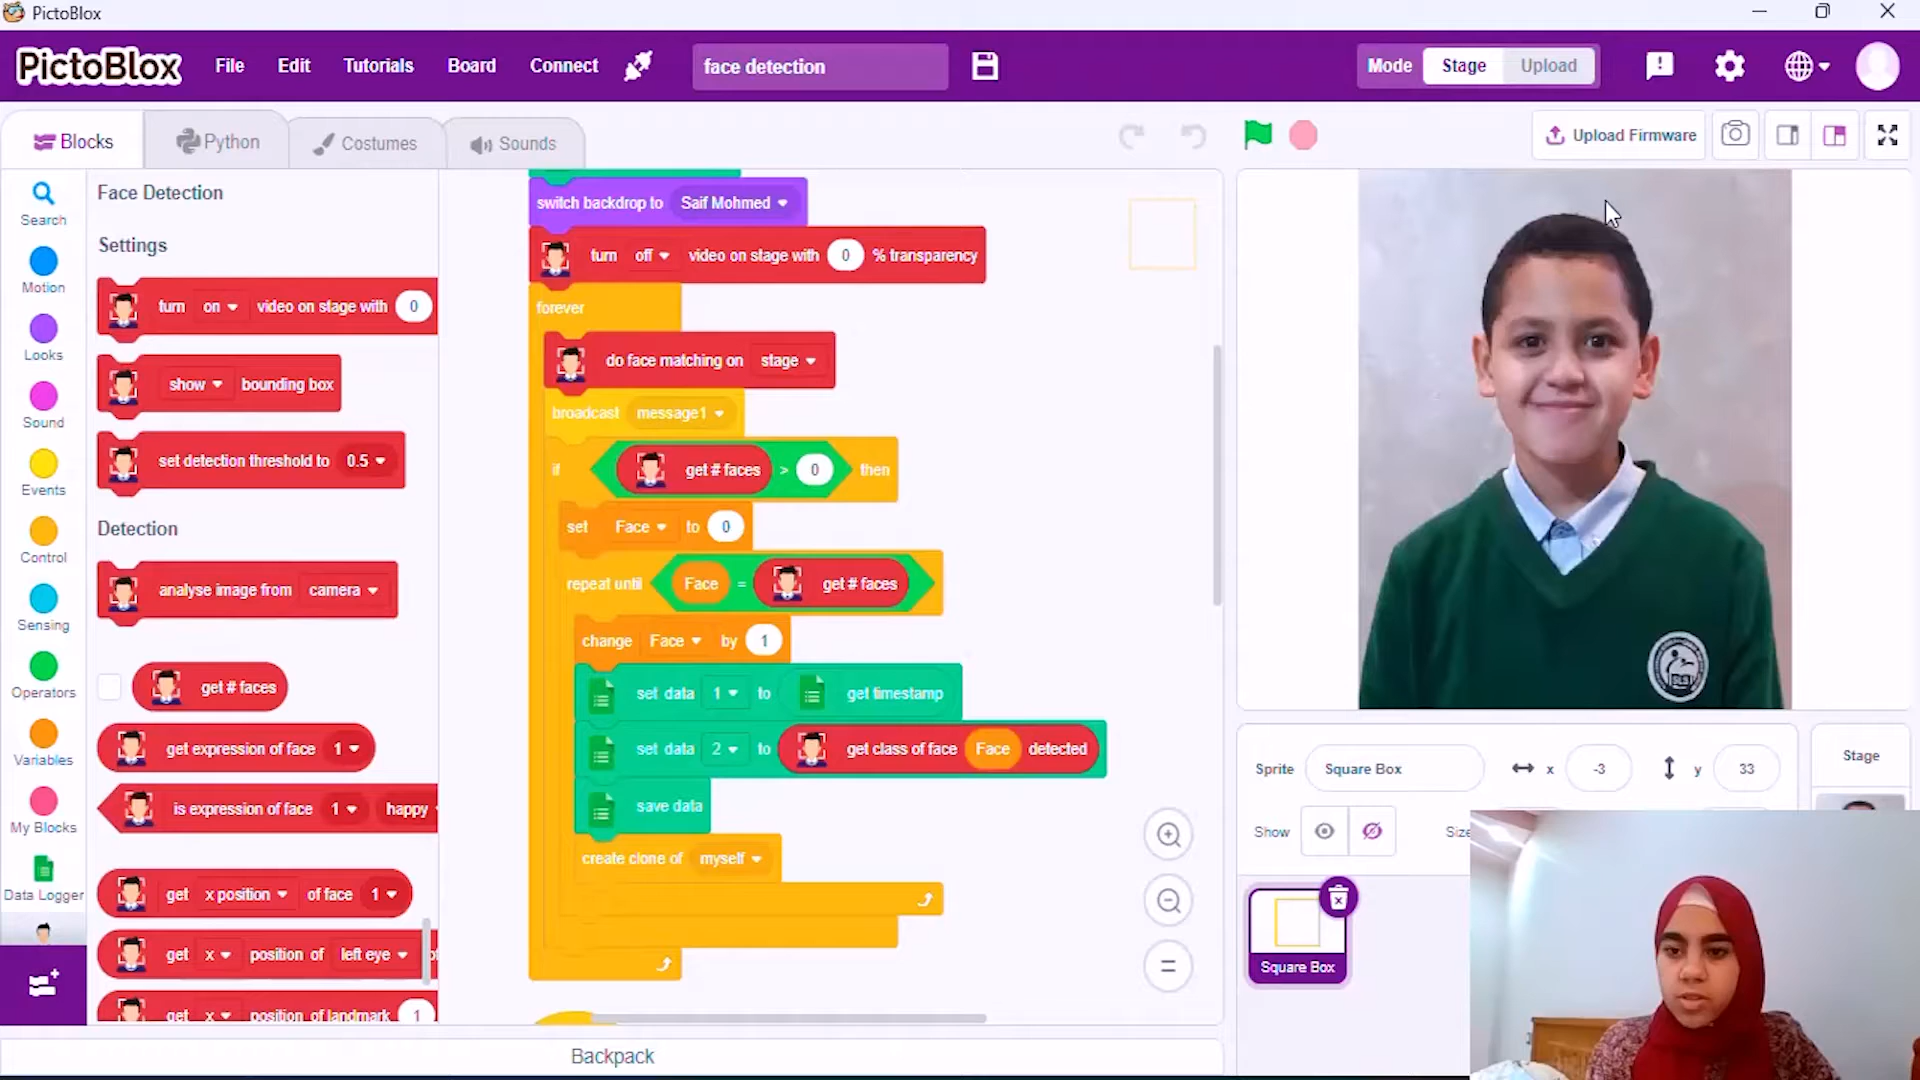 PictoBlox
PictoBlox File Edit Tutorials Board Connect face detection Mode Stage Upload
Blocks Python Costumes Sounds Upload Firmware
Search
Motion
Looks
Sound
Events
Control
Sensing
Operators
Variables
My Blocks
Data Logger
Face Detection
Settings
turn on video on stage with 0
show bounding box
set detection threshold to 0.5
Detection
analyse image from camera
get # faces
get expression of face 1
is expression of face 1 happy
get x position of face 1
get x position of left eye
get x position of landmark 1
switch backdrop to Saif Mohmed
turn off video on stage with 0 % transparency
forever
do face matching on stage
broadcast message1
if get # faces > 0 then
set Face to 0
repeat until Face = get # faces
change Face by 1
set data 1 to get timestamp
set data 2 to get class of face Face detected
save data
create clone of myself
Backpack
SLS
Sprite Square Box x -3 y 33
Show Size
Square Box
Stage